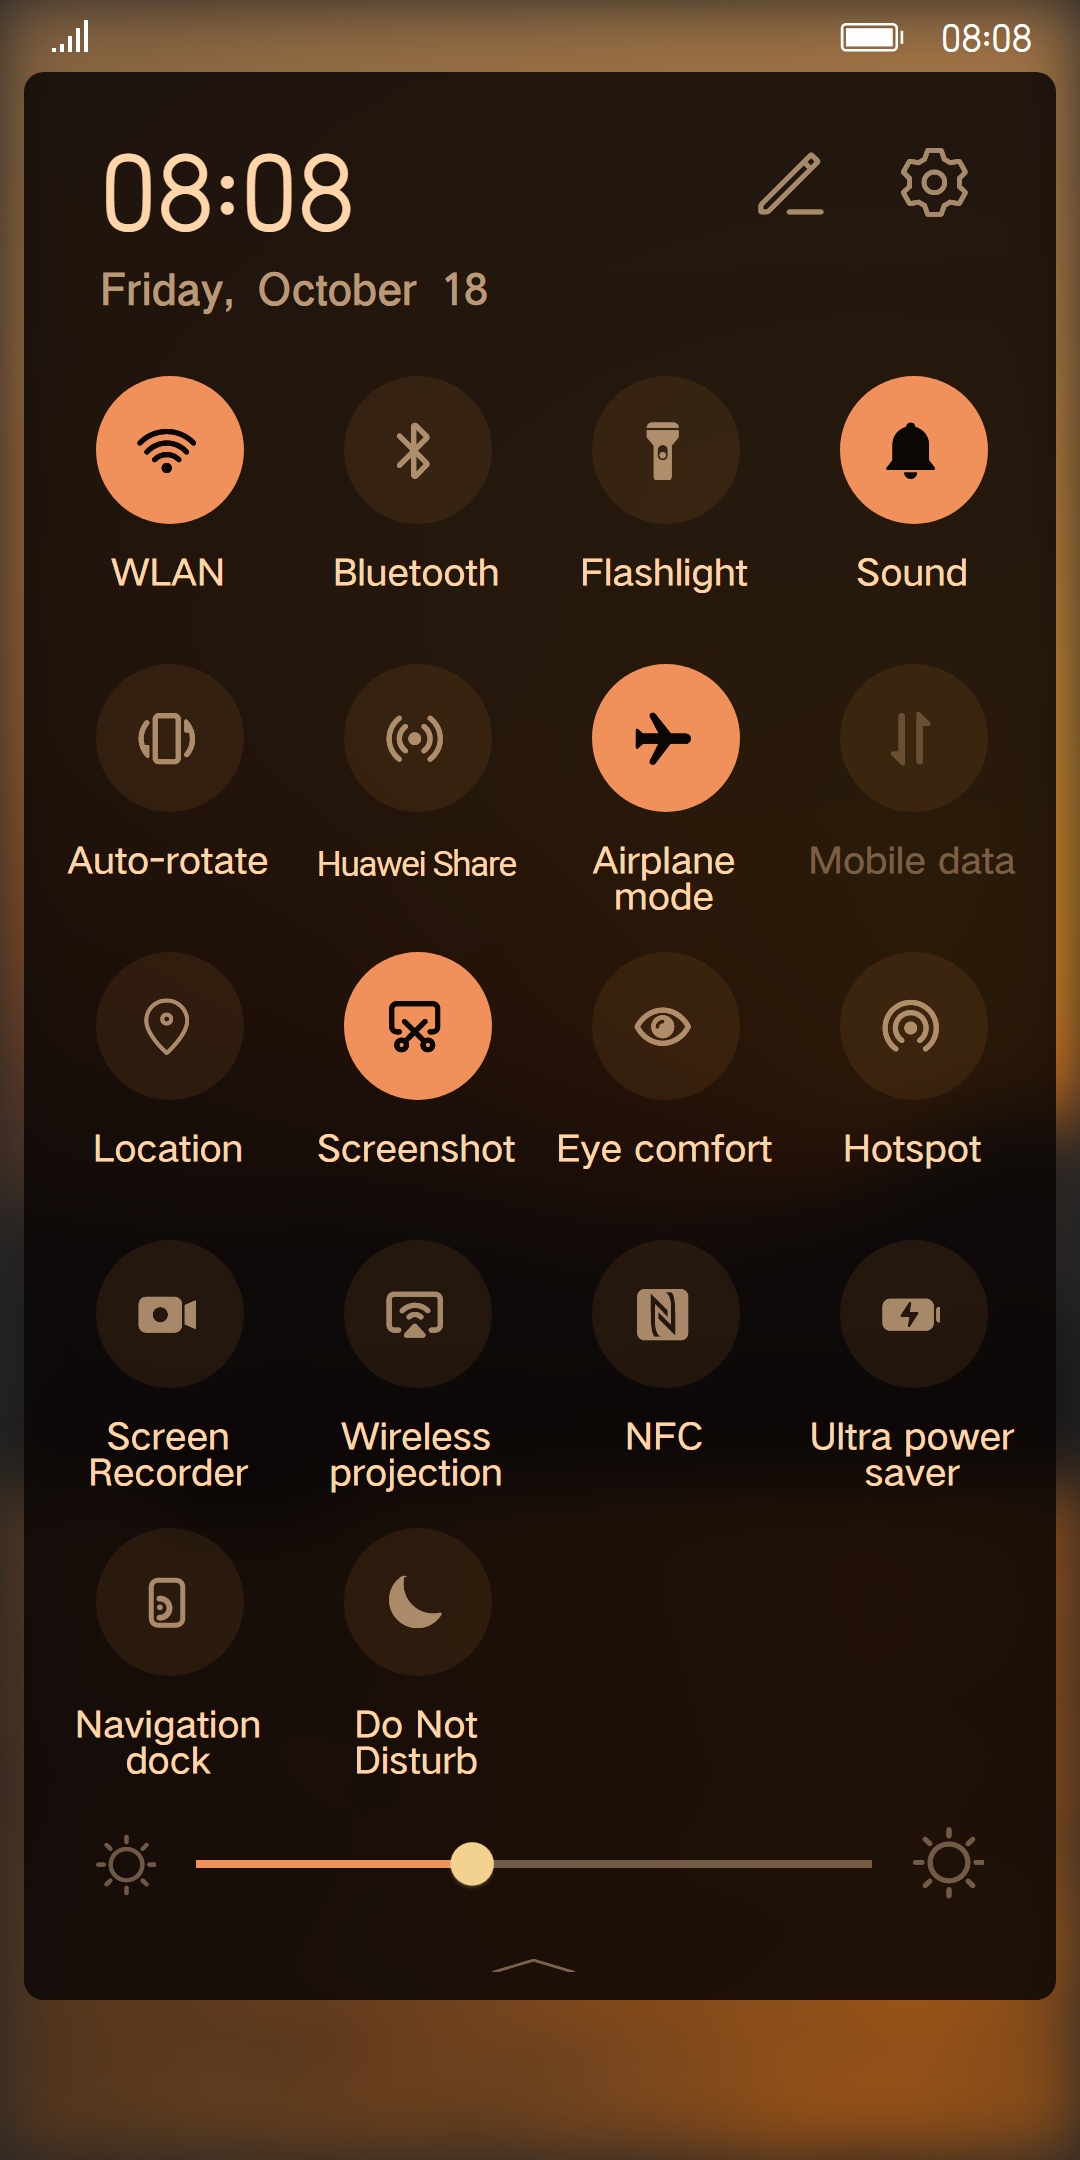 08:08
08:08
Friday, October 18
WLAN
Bluetooth
Flashlight
Sound
Auto-rotate
Huawei Share
Airplane
mode
Mobile data
Location
Screenshot
Eye comfort
Hotspot
Screen
Recorder
Wireless
projection
NFC
Ultra power
saver
Navigation
dock
Do Not
Disturb